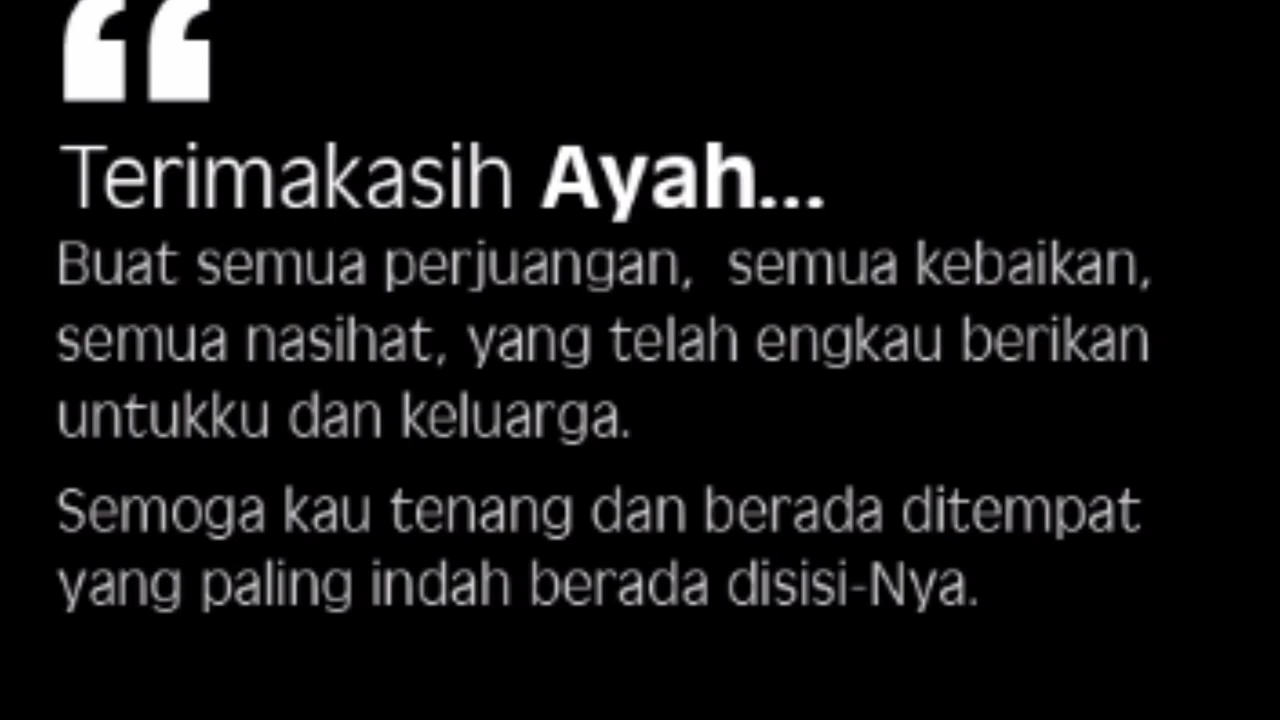 “
Terimakasih Ayah...
Buat semua perjuangan, semua kebaikan,
semua nasihat, yang telah engkau berikan
untukku dan keluarga.
Semoga kau tenang dan berada ditempat
yang paling indah berada disisi-Nya.